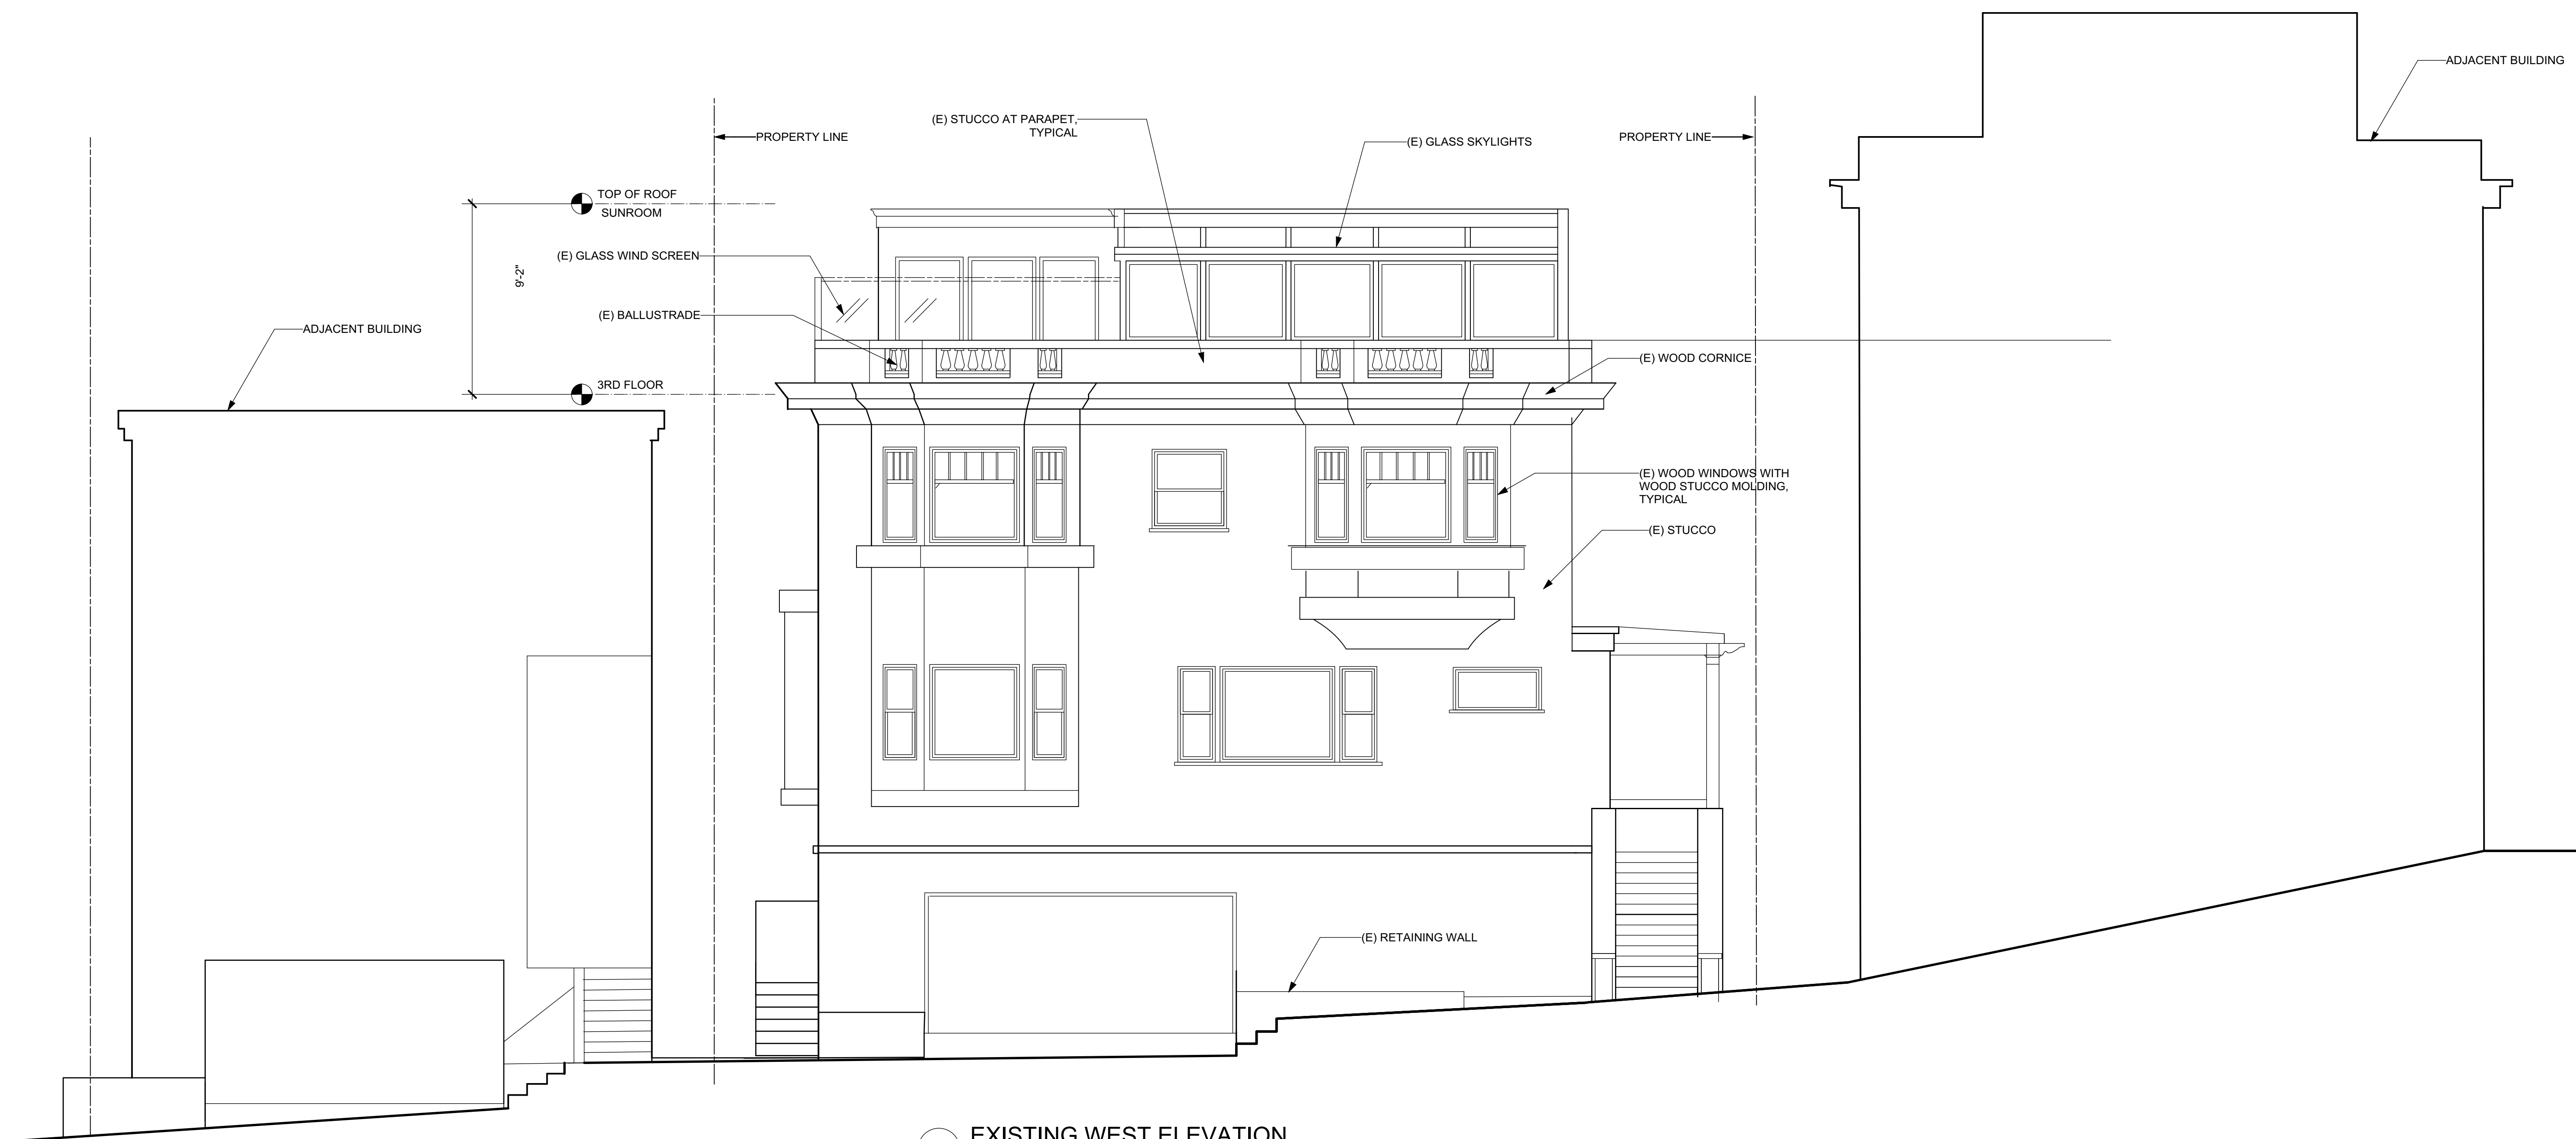 ADJACENT BUILDING
(E) STUCCO AT PARAPET,
TYPICAL
PROPERTY LINE
PROPERTY LINE
(E) GLASS SKYLIGHTS
TOP OF ROOF
SUNROOM
(E) GLASS WIND SCREEN
9'-2"
(E) BALLUSTRADE
ADJACENT BUILDING
(E) WOOD CORNICE
3RD FLOOR
(E) WOOD WINDOWS WITH
WOOD STUCCO MOLDING,
TYPICAL
(E) STUCCO
(E) RETAINING WALL
EXISTING WEST ELEVATION